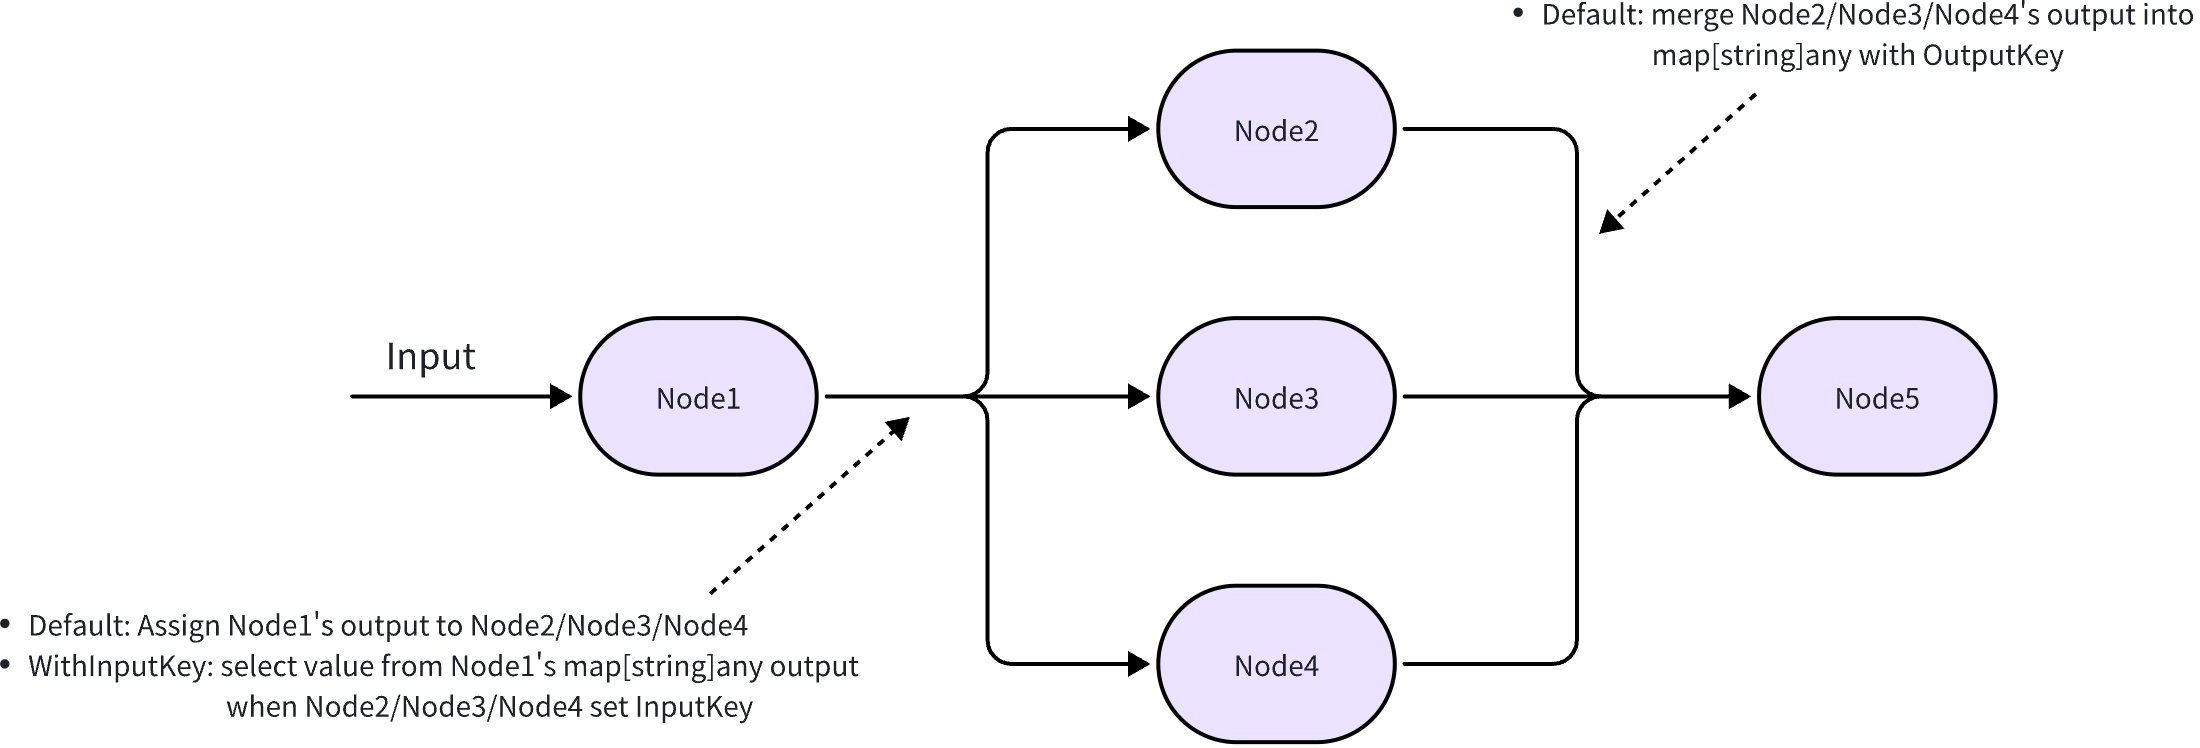 • Default: merge Node2/Node3/Node4's output into
map[string]any with OutputKey
Node2
Input
Node1
Node3
Node5
• Default: Assign Node1's output to Node2/Node3/Node4
• WithInputKey: select value from Node1's map[string]any output
when Node2/Node3/Node4 set InputKey
Node4